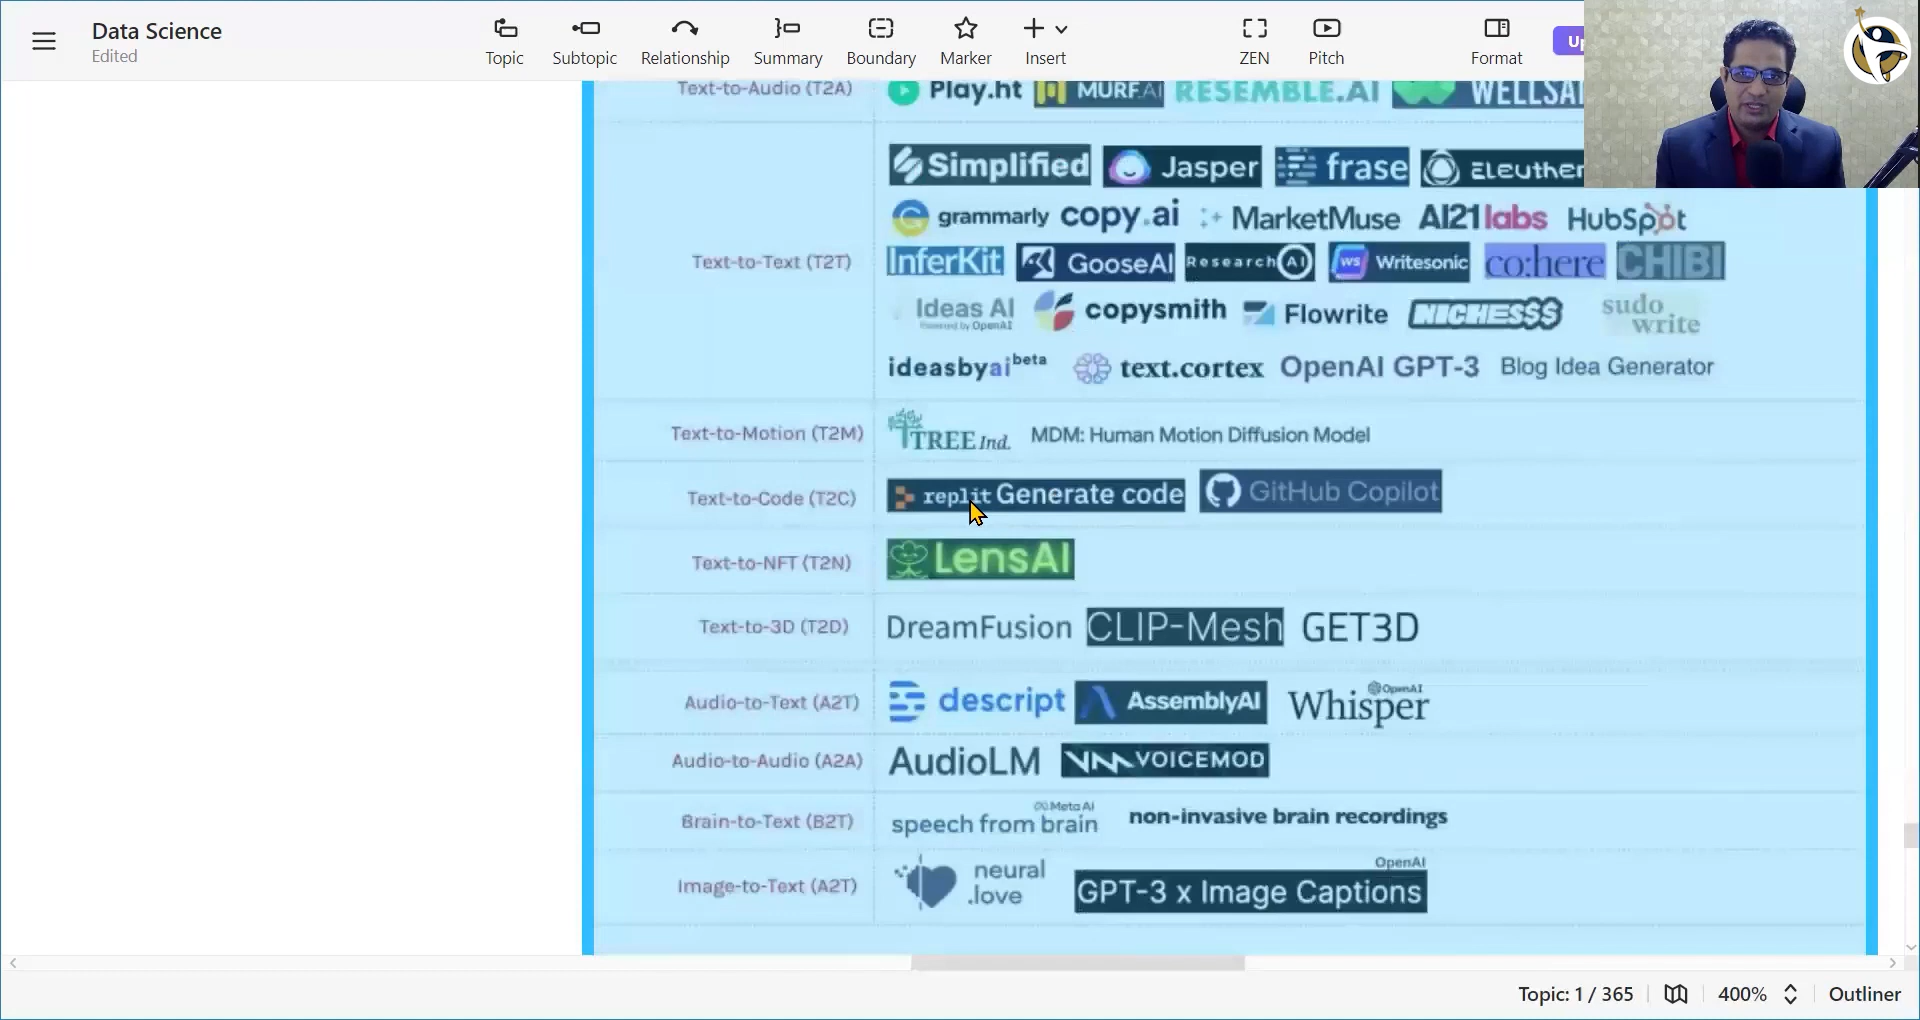 Data Science
Edited
Topic
Subtopic
Relationship
Summary
Boundary
Marker
Insert
ZEN
Pitch
Format
Text-to-Audio (T2A)
Play.ht MURF.AI RESEMBLE.AI
Text-to-Text (T2T)
Simplified Jasper frase
grammarly copy.ai MarketMuse AI21labs HubSpot
InferKit GooseAI ResearchAI ws Writesonic co:here CHIBI
Ideas AI Powered by OpenAI copysmith Flowrite NICHESSS sudo write
ideasbyai beta text.cortex OpenAI GPT-3 Blog Idea Generator
Text-to-Motion (T2M) TREE Ind. MDM: Human Motion Diffusion Model
Text-to-Code (T2C) replit Generate code GitHub Copilot
Text-to-NFT (T2N) LensAI
Text-to-3D (T2D) DreamFusion CLIP-Mesh GET3D
Audio-to-Text (A2T) descript AssemblyAI OpenAI Whisper
Audio-to-Audio (A2A) AudioLM VOICEMOD
Brain-to-Text (B2T) Meta AI speech from brain non-invasive brain recordings
Image-to-Text (A2T) neural .love OpenAI GPT-3 x Image Captions
Topic: 1 / 365
400%
Outliner